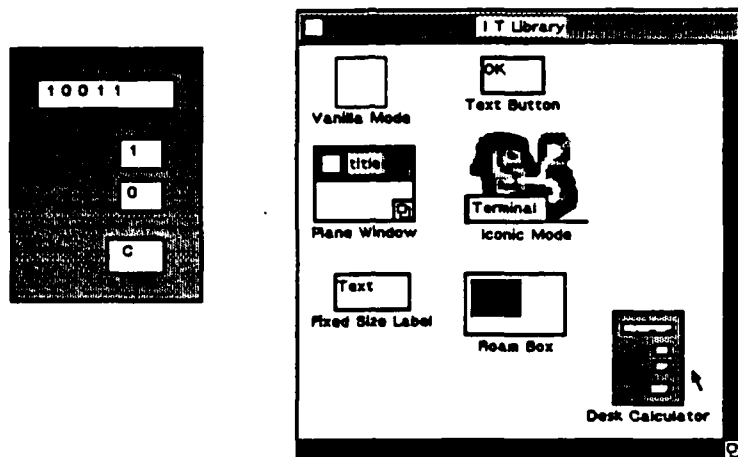 10011
1
0
C
I T Library
OK
Vanilla Mode
Text Button
title
Plane Window
Terminal
Iconic Mode
Text
Fixed Size Label
Roam Box
Desk Calculator